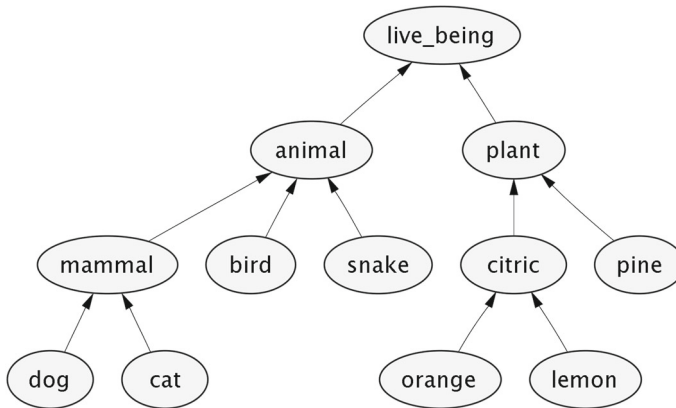 live_being
animal
plant
mammal
bird
snake
citric
pine
dog
cat
orange
lemon